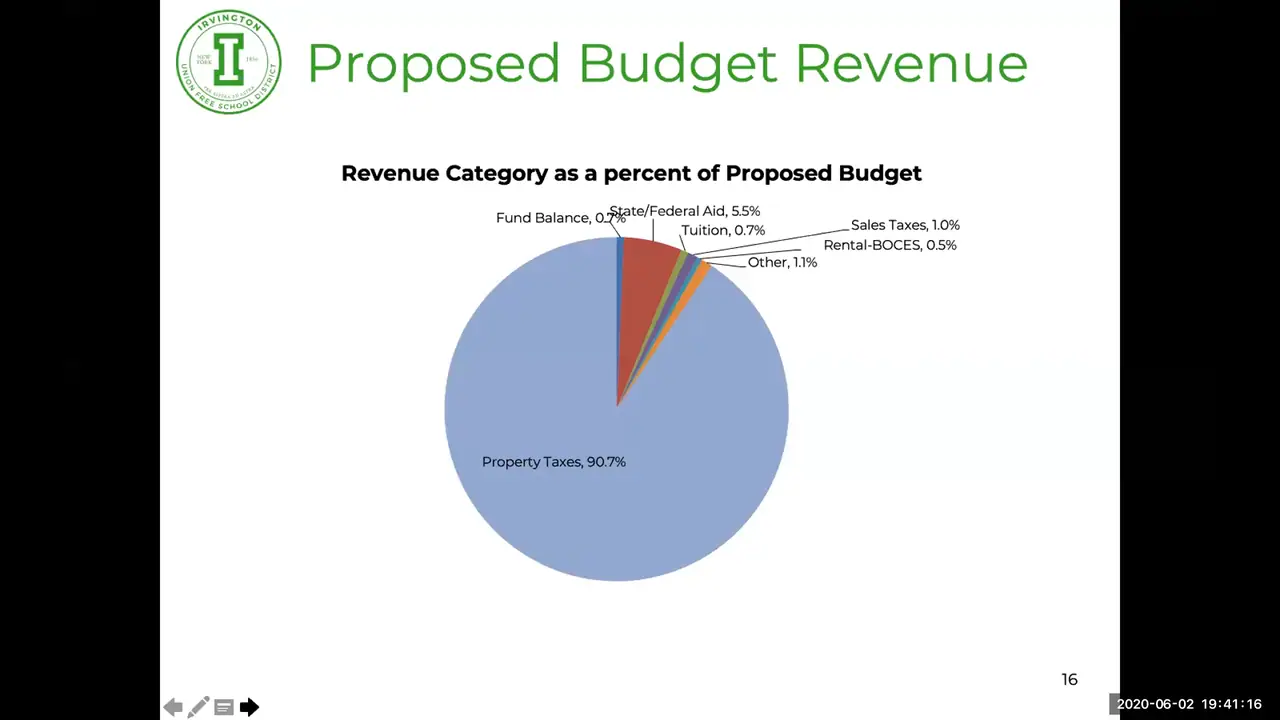 IRVINGTON
NEW YORK
1956
UNION FREE SCHOOL DISTRICT
Proposed Budget Revenue
Revenue Category as a percent of Proposed Budget
Fund Balance, 0.7%
State/Federal Aid, 5.5%
Tuition, 0.7%
Sales Taxes, 1.0%
Rental-BOCES, 0.5%
Other, 1.1%
Property Taxes, 90.7%
16
2020-06-02 19:41:16